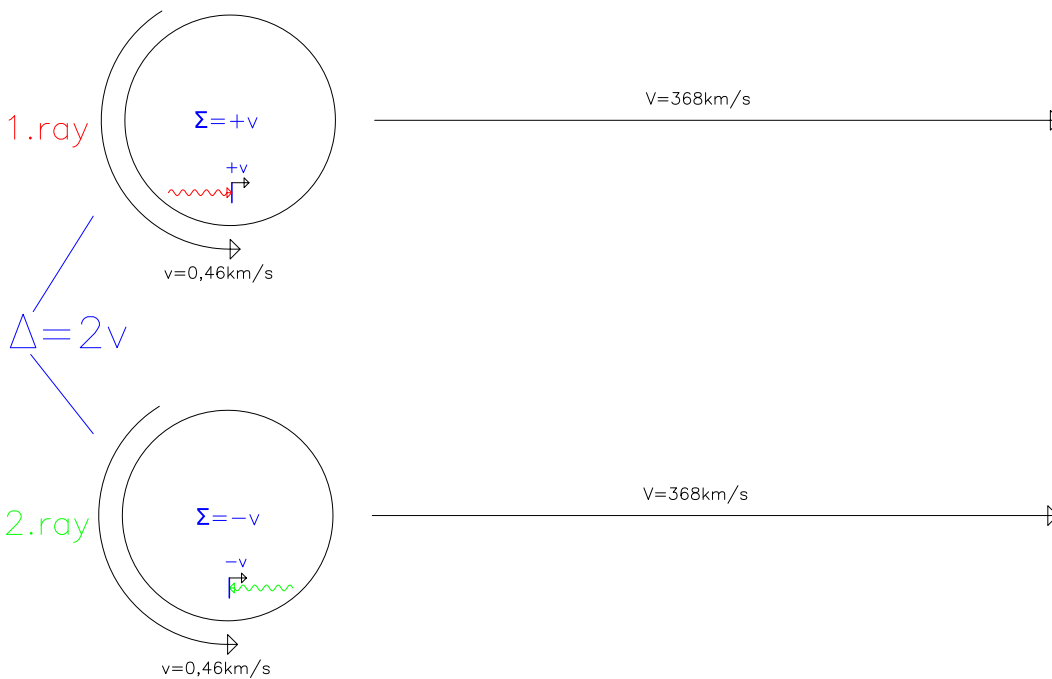 V=368km/s
1.ray
Σ=+v
+v
v=0,46km/s
Δ=2v
V=368km/s
2.ray
Σ=−v
−v
v=0,46km/s